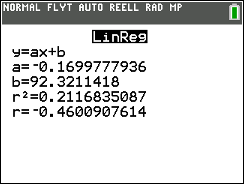 NORMAL FLYT AUTO REELL RAD MP
LinReg
y=ax+b
a=-0.1699777936
b=92.3211418
r²=0.2116835087
r=-0.4600907614